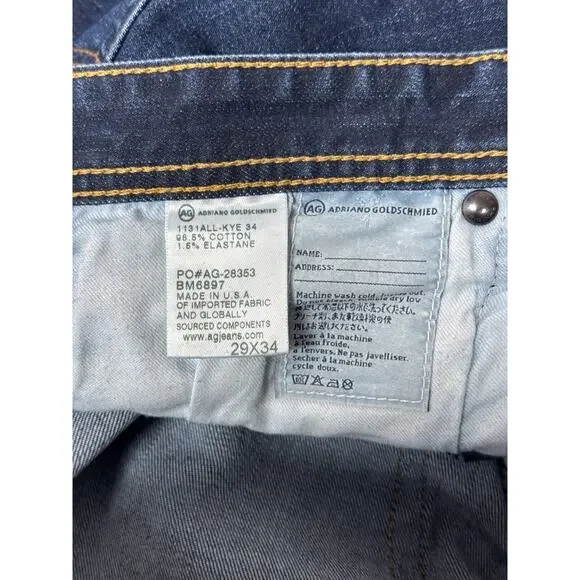 AG ADRIANO GOLDSCHMIED
1131ALL-KYE 34
98.5% COTTON
1.5% ELASTANE
PO#AG-28353
BM6897
MADE IN U.S.A.
OF IMPORTED FABRIC
AND GLOBALLY
SOURCED COMPONENTS
www.agjeans.com
29X34
AG ADRIANO GOLDSCHMIED
NAME:
ADDRESS:
Machine wash cold
Laver à la machine
à l'eau froide,
à l'envers. Ne pas javelliser.
Sécher à la machine
cycle doux.